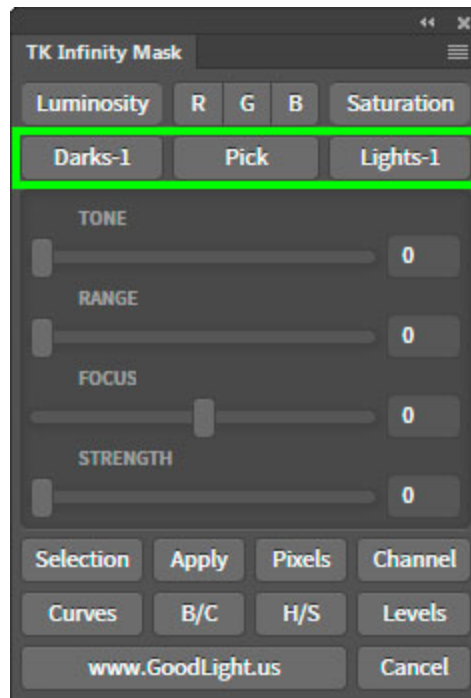 TK Infinity Mask
Luminosity R G B Saturation
Darks-1 Pick Lights-1
TONE
0
RANGE
0
FOCUS
0
STRENGTH
0
Selection Apply Pixels Channel
Curves B/C H/S Levels
www.GoodLight.us Cancel